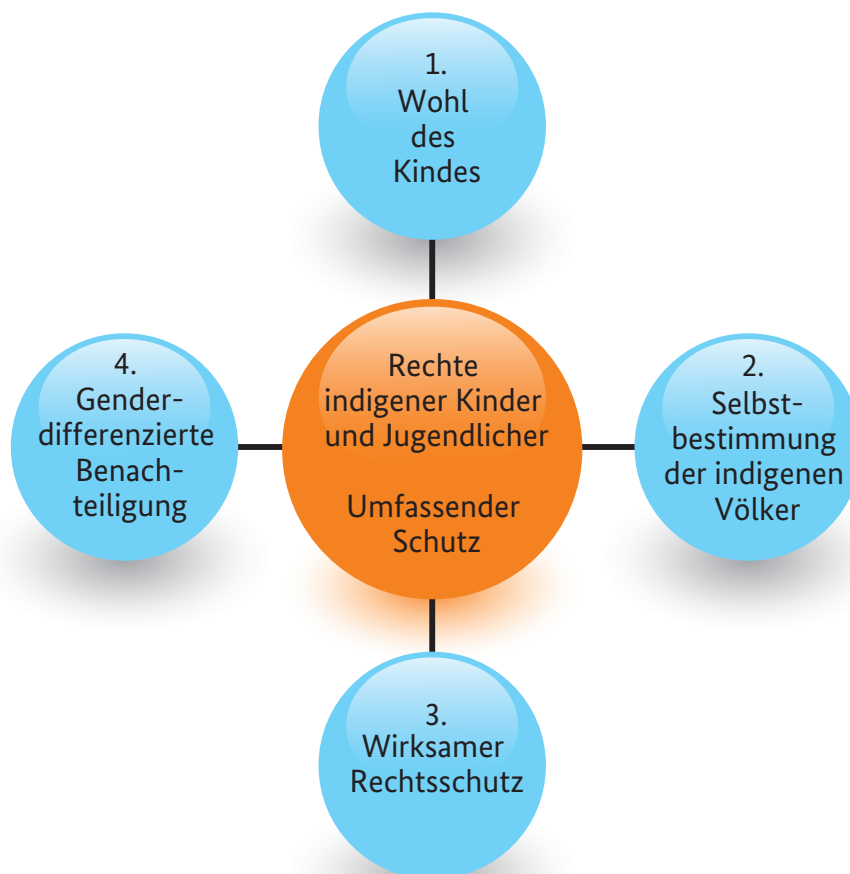 1.
Wohl
des
Kindes
Rechte
indigener Kinder
und Jugendlicher
Umfassender
Schutz
2.
Selbst-
bestimmung
der indigenen
Völker
3.
Wirksamer
Rechtsschutz
4.
Gender-
differenzierte
Benach-
teiligung